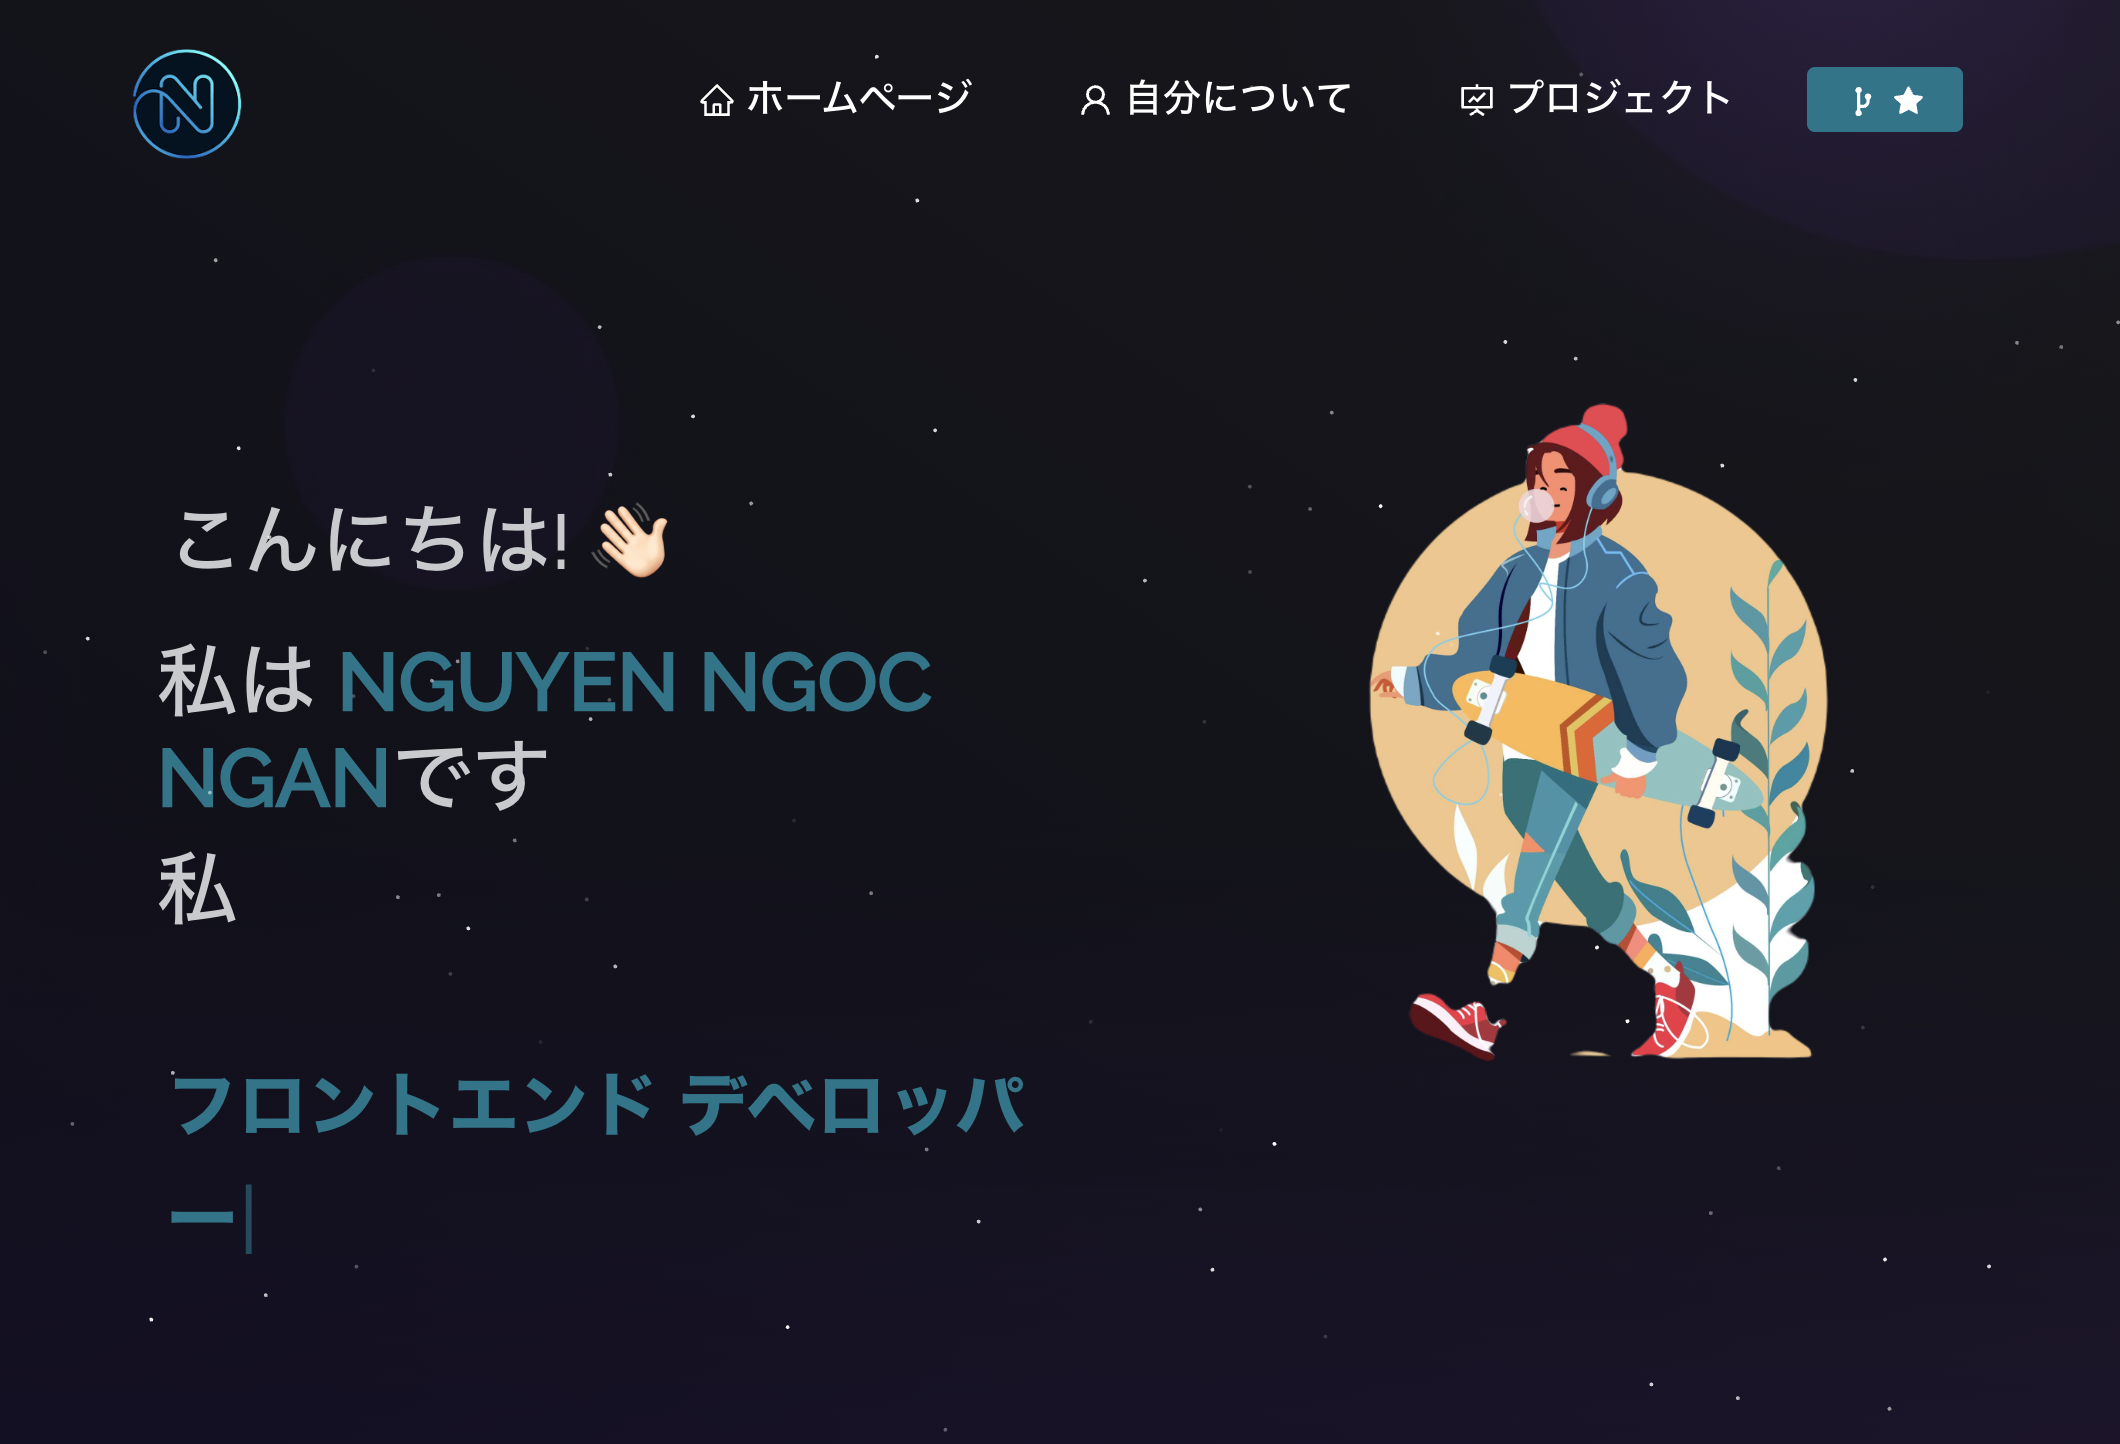 N
ホームページ
自分について
プロジェクト
こんにちは! 👋🏻
私は NGUYEN NGOC
NGANです
私
フロントエンド デベロッパ
ー|